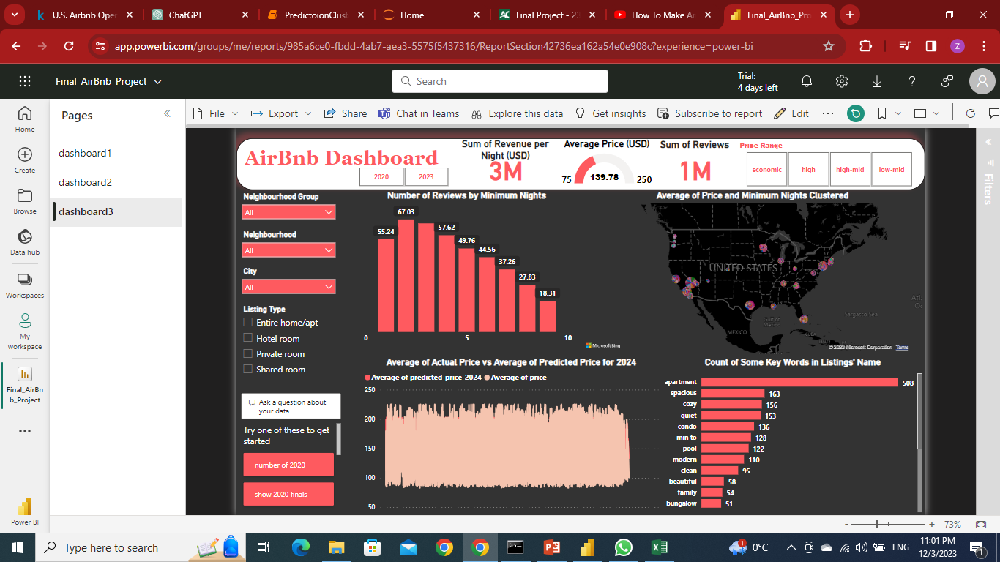 U.S. Airbnb Oper
ChatGPT
PredictoionClust
Home
Final Project - 23
How To Make An
Final_AirBnb_Pro
app.powerbi.com/groups/me/reports/985a6ce0-fbdd-4ab7-aea3-5575f5437316/ReportSection42736ea162a54e0e908c?experience=power-bi
Z
Final_AirBnb_Project
Search
Trial:
4 days left
Home
Create
Browse
Data hub
Workspaces
My
workspace
Final_AirBn
b_Project
Power BI
Pages
dashboard1
dashboard2
dashboard3
File
Export
Share
Chat in Teams
Explore this data
Get insights
Subscribe to report
Edit
AirBnb Dashboard
2020
2023
Sum of Revenue per
Night (USD)
3M
Average Price (USD)
75
139.78
250
Sum of Reviews
1M
Price Range
economic
high
high-mid
low-mid
Filters
Neighbourhood Group
All
Neighbourhood
All
City
All
Listing Type
Entire home/apt
Hotel room
Private room
Shared room
Ask a question about
your data
Try one of these to get
started
number of 2020
show 2020 finals
Number of Reviews by Minimum Nights
55.24
67.03
57.62
49.76
44.56
37.26
27.83
18.31
0
5
10
Average of Price and Minimum Nights Clustered
UNITED STATES
MEXICO
Gulf of
Mexico
CUBA
Sargasso Sea
Microsoft Bing
© 2023 Microsoft Corporation
Terms
Average of Actual Price vs Average of Predicted Price for 2024
Average of predicted_price_2024
Average of price
250
200
150
100
50
Count of Some Key Words in Listings' Name
apartment 508
spacious 163
cozy 156
quiet 153
condo 136
min to 128
pool 122
modern 110
clean 95
beautiful 58
family 54
bungalow 51
- + 73%
Type here to search
1
0°C
ENG
11:01 PM
12/3/2023
1